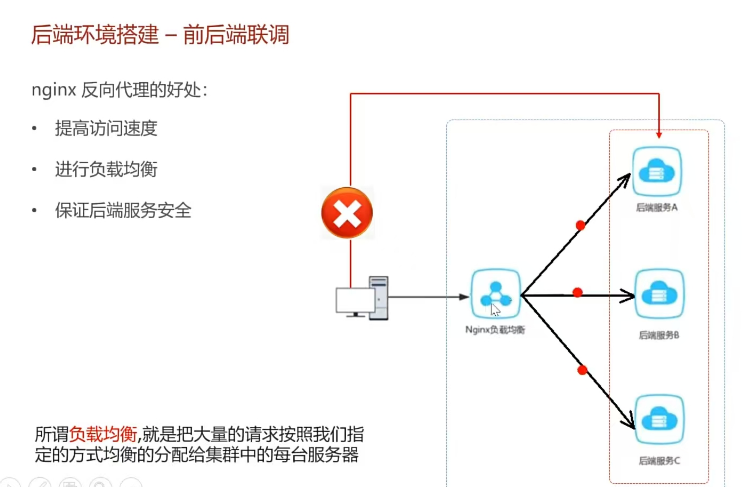 后端环境搭建 – 前后端联调
nginx 反向代理的好处：
• 提高访问速度
• 进行负载均衡
• 保证后端服务安全
后端服务A
Nginx负载均衡
后端服务B
后端服务C
所谓负载均衡,就是把大量的请求按照我们指
定的方式均衡的分配给集群中的每台服务器